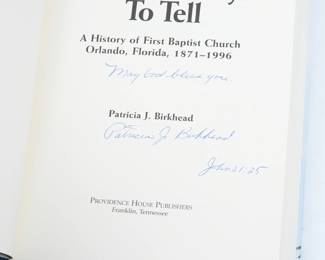 To Tell
A History of First Baptist Church
Orlando, Florida, 1871–1996
May God bless you.
Patricia J. Birkhead
Patricia J. Birkhead
John 21:25
PROVIDENCE HOUSE PUBLISHERS
Franklin, Tennessee